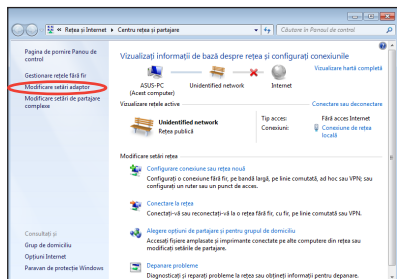 Rețea și Internet ▸ Centru rețea și partajare
Căutare în Panoul de control
Pagina de pornire Panou de control
Gestionare rețele fără fir
Modificare setări adaptor
Modificare setări de partajare complexe
Consultați și
Grup de domiciliu
Opțiuni Internet
Paravan de protecție Windows
Vizualizați informații de bază despre rețea și configurați conexiunile
Vizualizare hartă completă
ASUS-PC
(Acest computer)
Unidentified network
Internet
Vizualizare rețele active
Conectare sau deconectare
Unidentified network
Rețea publică
Tip acces: Fără acces Internet
Conexiuni: Conexiune de rețea locală
Modificare setări rețea
Configurare conexiune sau rețea nouă
Configurați o conexiune fără fir, pe bandă largă, pe linie comutată, ad hoc sau VPN; sau
configurați un ruter sau un punct de acces.
Conectare la rețea
Conectați-vă sau reconectați-vă la o rețea fără fir, cu fir, pe linie comutată sau VPN.
Alegere opțiuni de partajare și pentru grupul de domiciliu
Accesați fișiere amplasate și imprimante conectate pe alte computere din rețea sau
modificați setările de partajare.
Depanare probleme
Diagnosticați și reparați probleme la rețea sau obțineți informații pentru depanare.